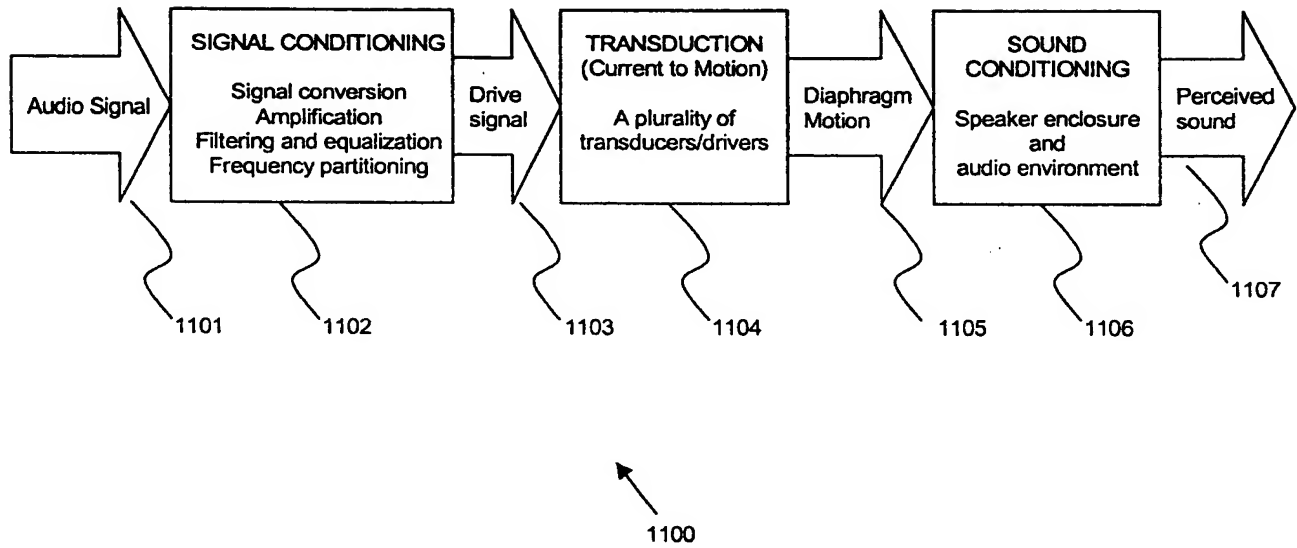 Audio Signal
SIGNAL CONDITIONING
Signal conversion
Amplification
Filtering and equalization
Frequency partitioning
Drive
signal
TRANSDUCTION
(Current to Motion)
A plurality of
transducers/drivers
Diaphragm
Motion
SOUND
CONDITIONING
Speaker enclosure
and
audio environment
Perceived
sound
1101
1102
1103
1104
1105
1106
1107
1100